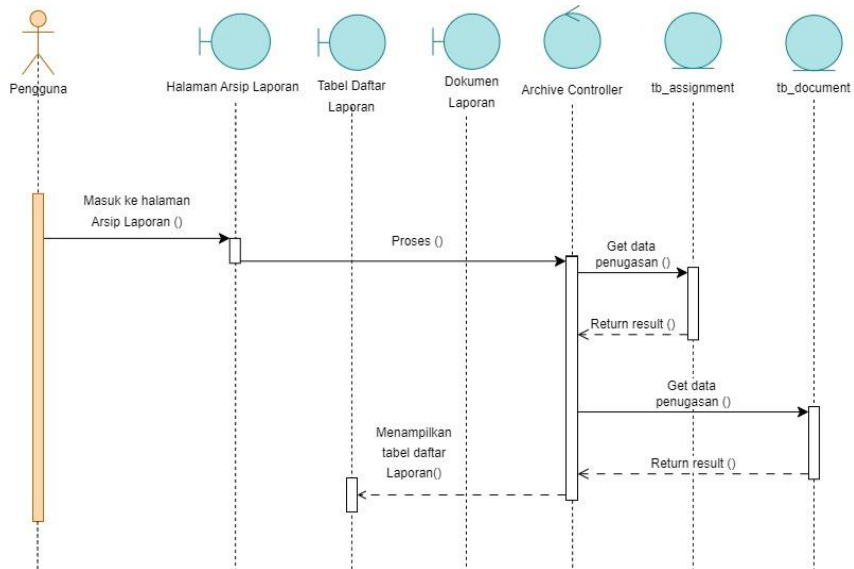 Pengguna
Halaman Arsip Laporan
Tabel Daftar
Laporan
Dokumen
Laporan
Archive Controller
tb_assignment
tb_document
Masuk ke halaman
Arsip Laporan ()
Proses ()
Get data
penugasan ()
Return result ()
Get data
penugasan ()
Return result ()
Menampilkan
tabel daftar
Laporan()